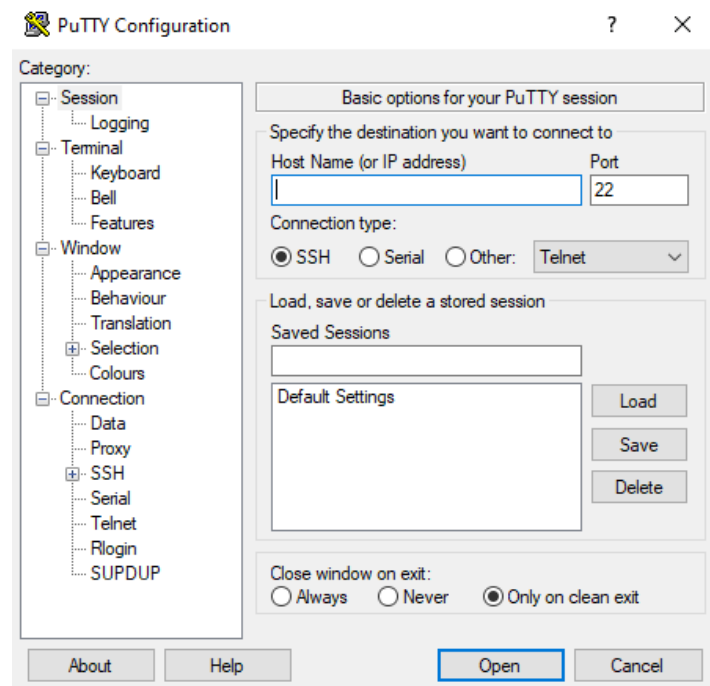 PuTTY Configuration
?
Category:
Session
Logging
Terminal
Keyboard
Bell
Features
Window
Appearance
Behaviour
Translation
Selection
Colours
Connection
Data
Proxy
SSH
Serial
Telnet
Rlogin
SUPDUP
Basic options for your PuTTY session
Specify the destination you want to connect to
Host Name (or IP address) Port
22
Connection type:
SSH Serial Other: Telnet
Load, save or delete a stored session
Saved Sessions
Default Settings
Load
Save
Delete
Close window on exit:
Always Never Only on clean exit
About Help Open Cancel